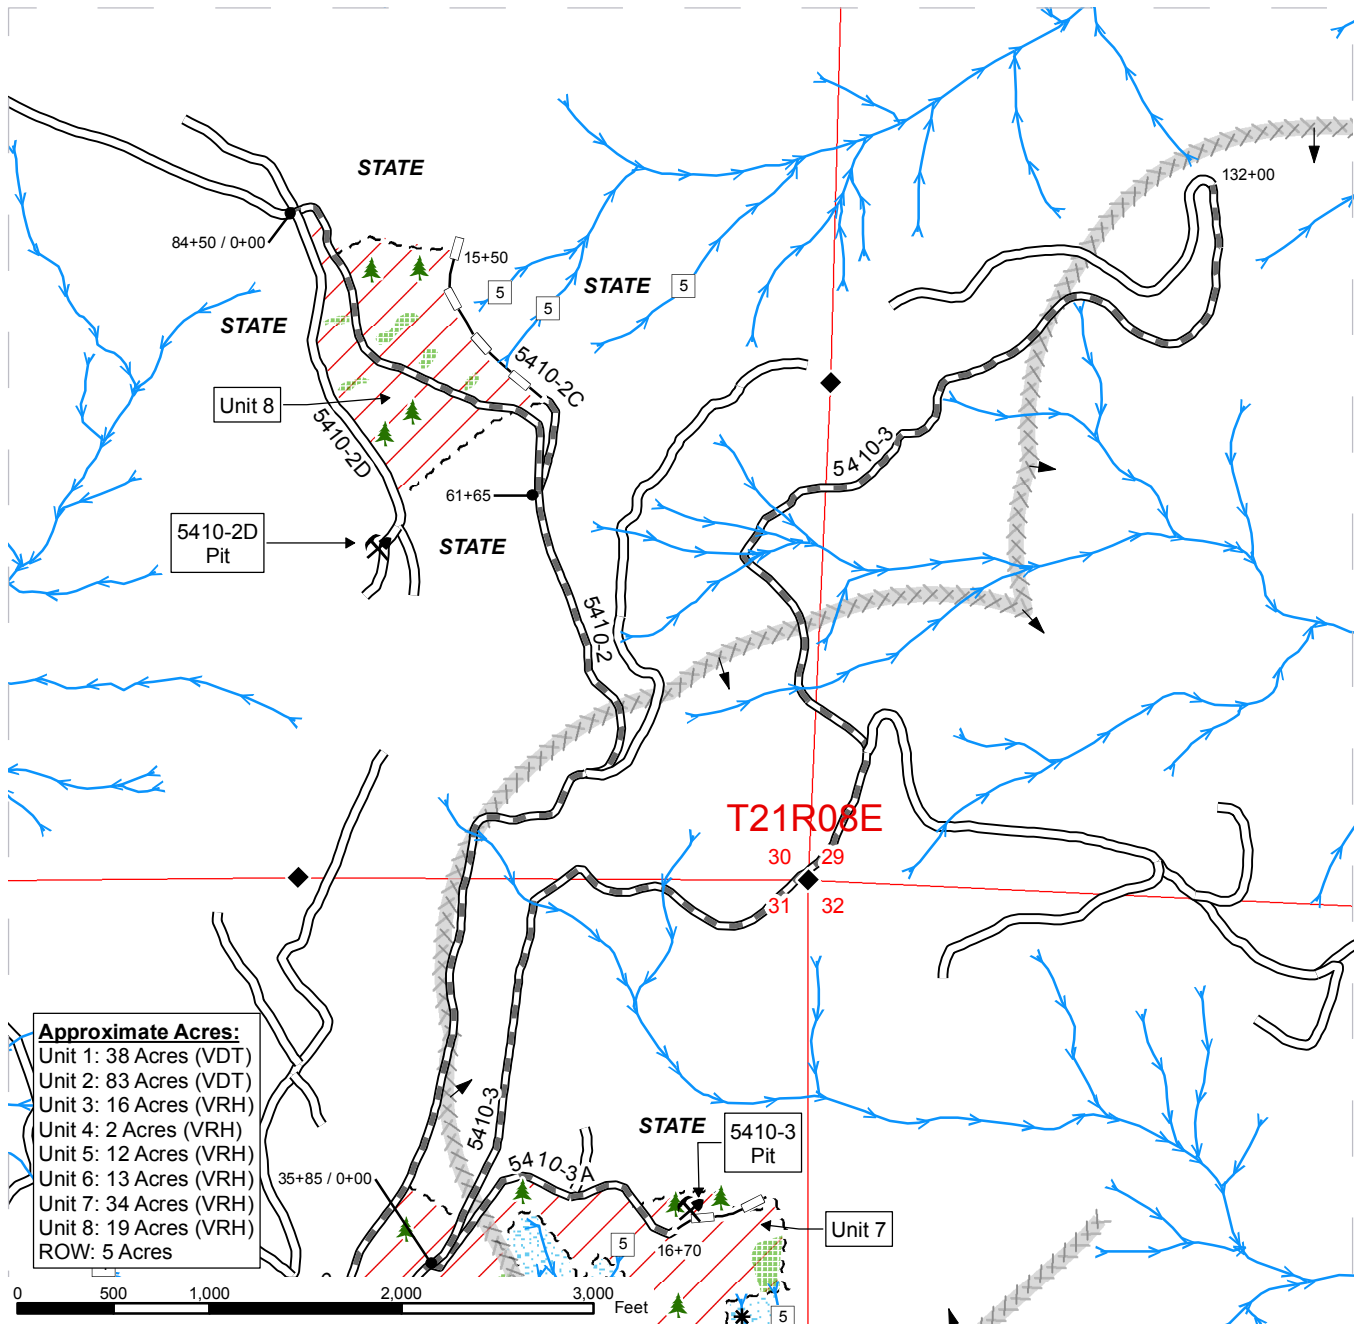 STATE
132+00
84+50 / 0+00
15+50
STATE
5
5
5
STATE
5410-2C
Unit 8
5410-2D
5410-3
61+65
5410-2D
Pit
STATE
5410-2
T21R08E
30 29
31 32
Approximate Acres:
Unit 1: 38 Acres (VDT)
Unit 2: 83 Acres (VDT)
Unit 3: 16 Acres (VRH)
Unit 4: 2 Acres (VRH)
Unit 5: 12 Acres (VRH)
Unit 6: 13 Acres (VRH)
Unit 7: 34 Acres (VRH)
Unit 8: 19 Acres (VRH)
ROW: 5 Acres
5410-3
STATE
5410-3
Pit
5410-3A
35+85 / 0+00
Unit 7
5
16+70
5
0 500 1,000 2,000 3,000
Feet